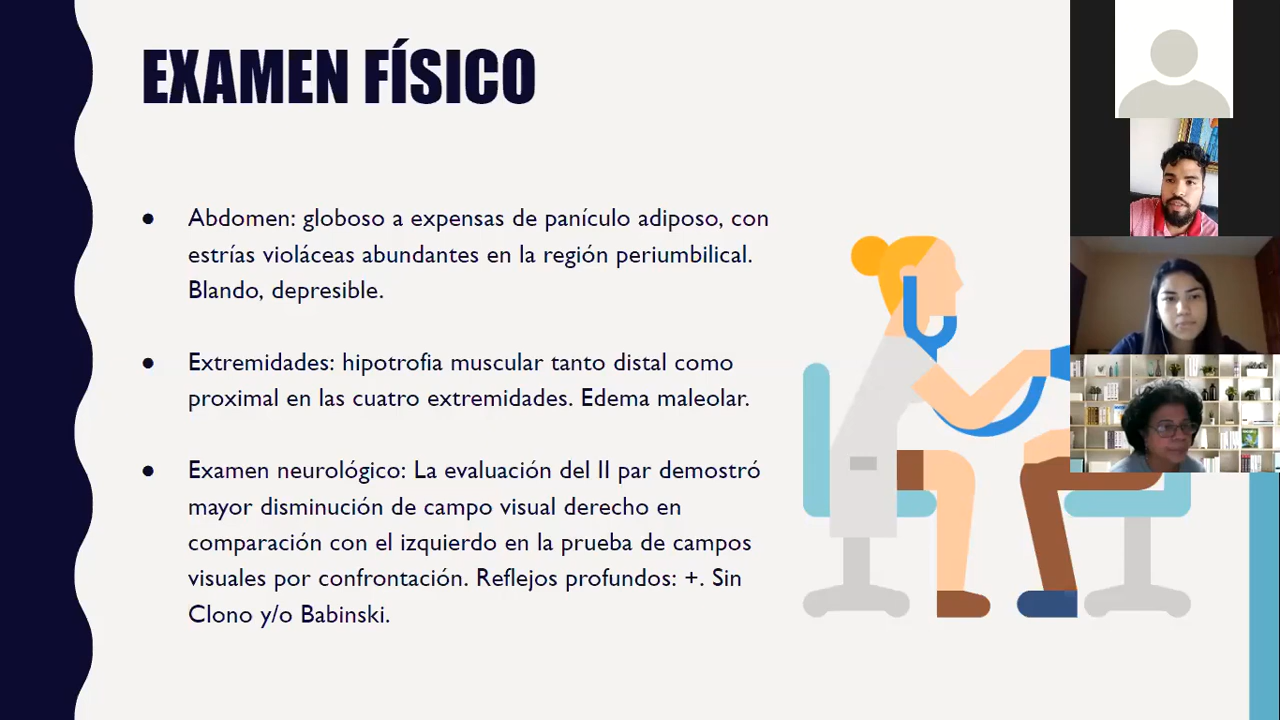 EXAMEN FÍSICO
● Abdomen: globoso a expensas de panículo adiposo, con
estrías violáceas abundantes en la región periumbilical.
Blando, depresible.
● Extremidades: hipotrofia muscular tanto distal como
proximal en las cuatro extremidades. Edema maleolar.
● Examen neurológico: La evaluación del II par demostró
mayor disminución de campo visual derecho en
comparación con el izquierdo en la prueba de campos
visuales por confrontación. Reflejos profundos: +. Sin
Clono y/o Babinski.